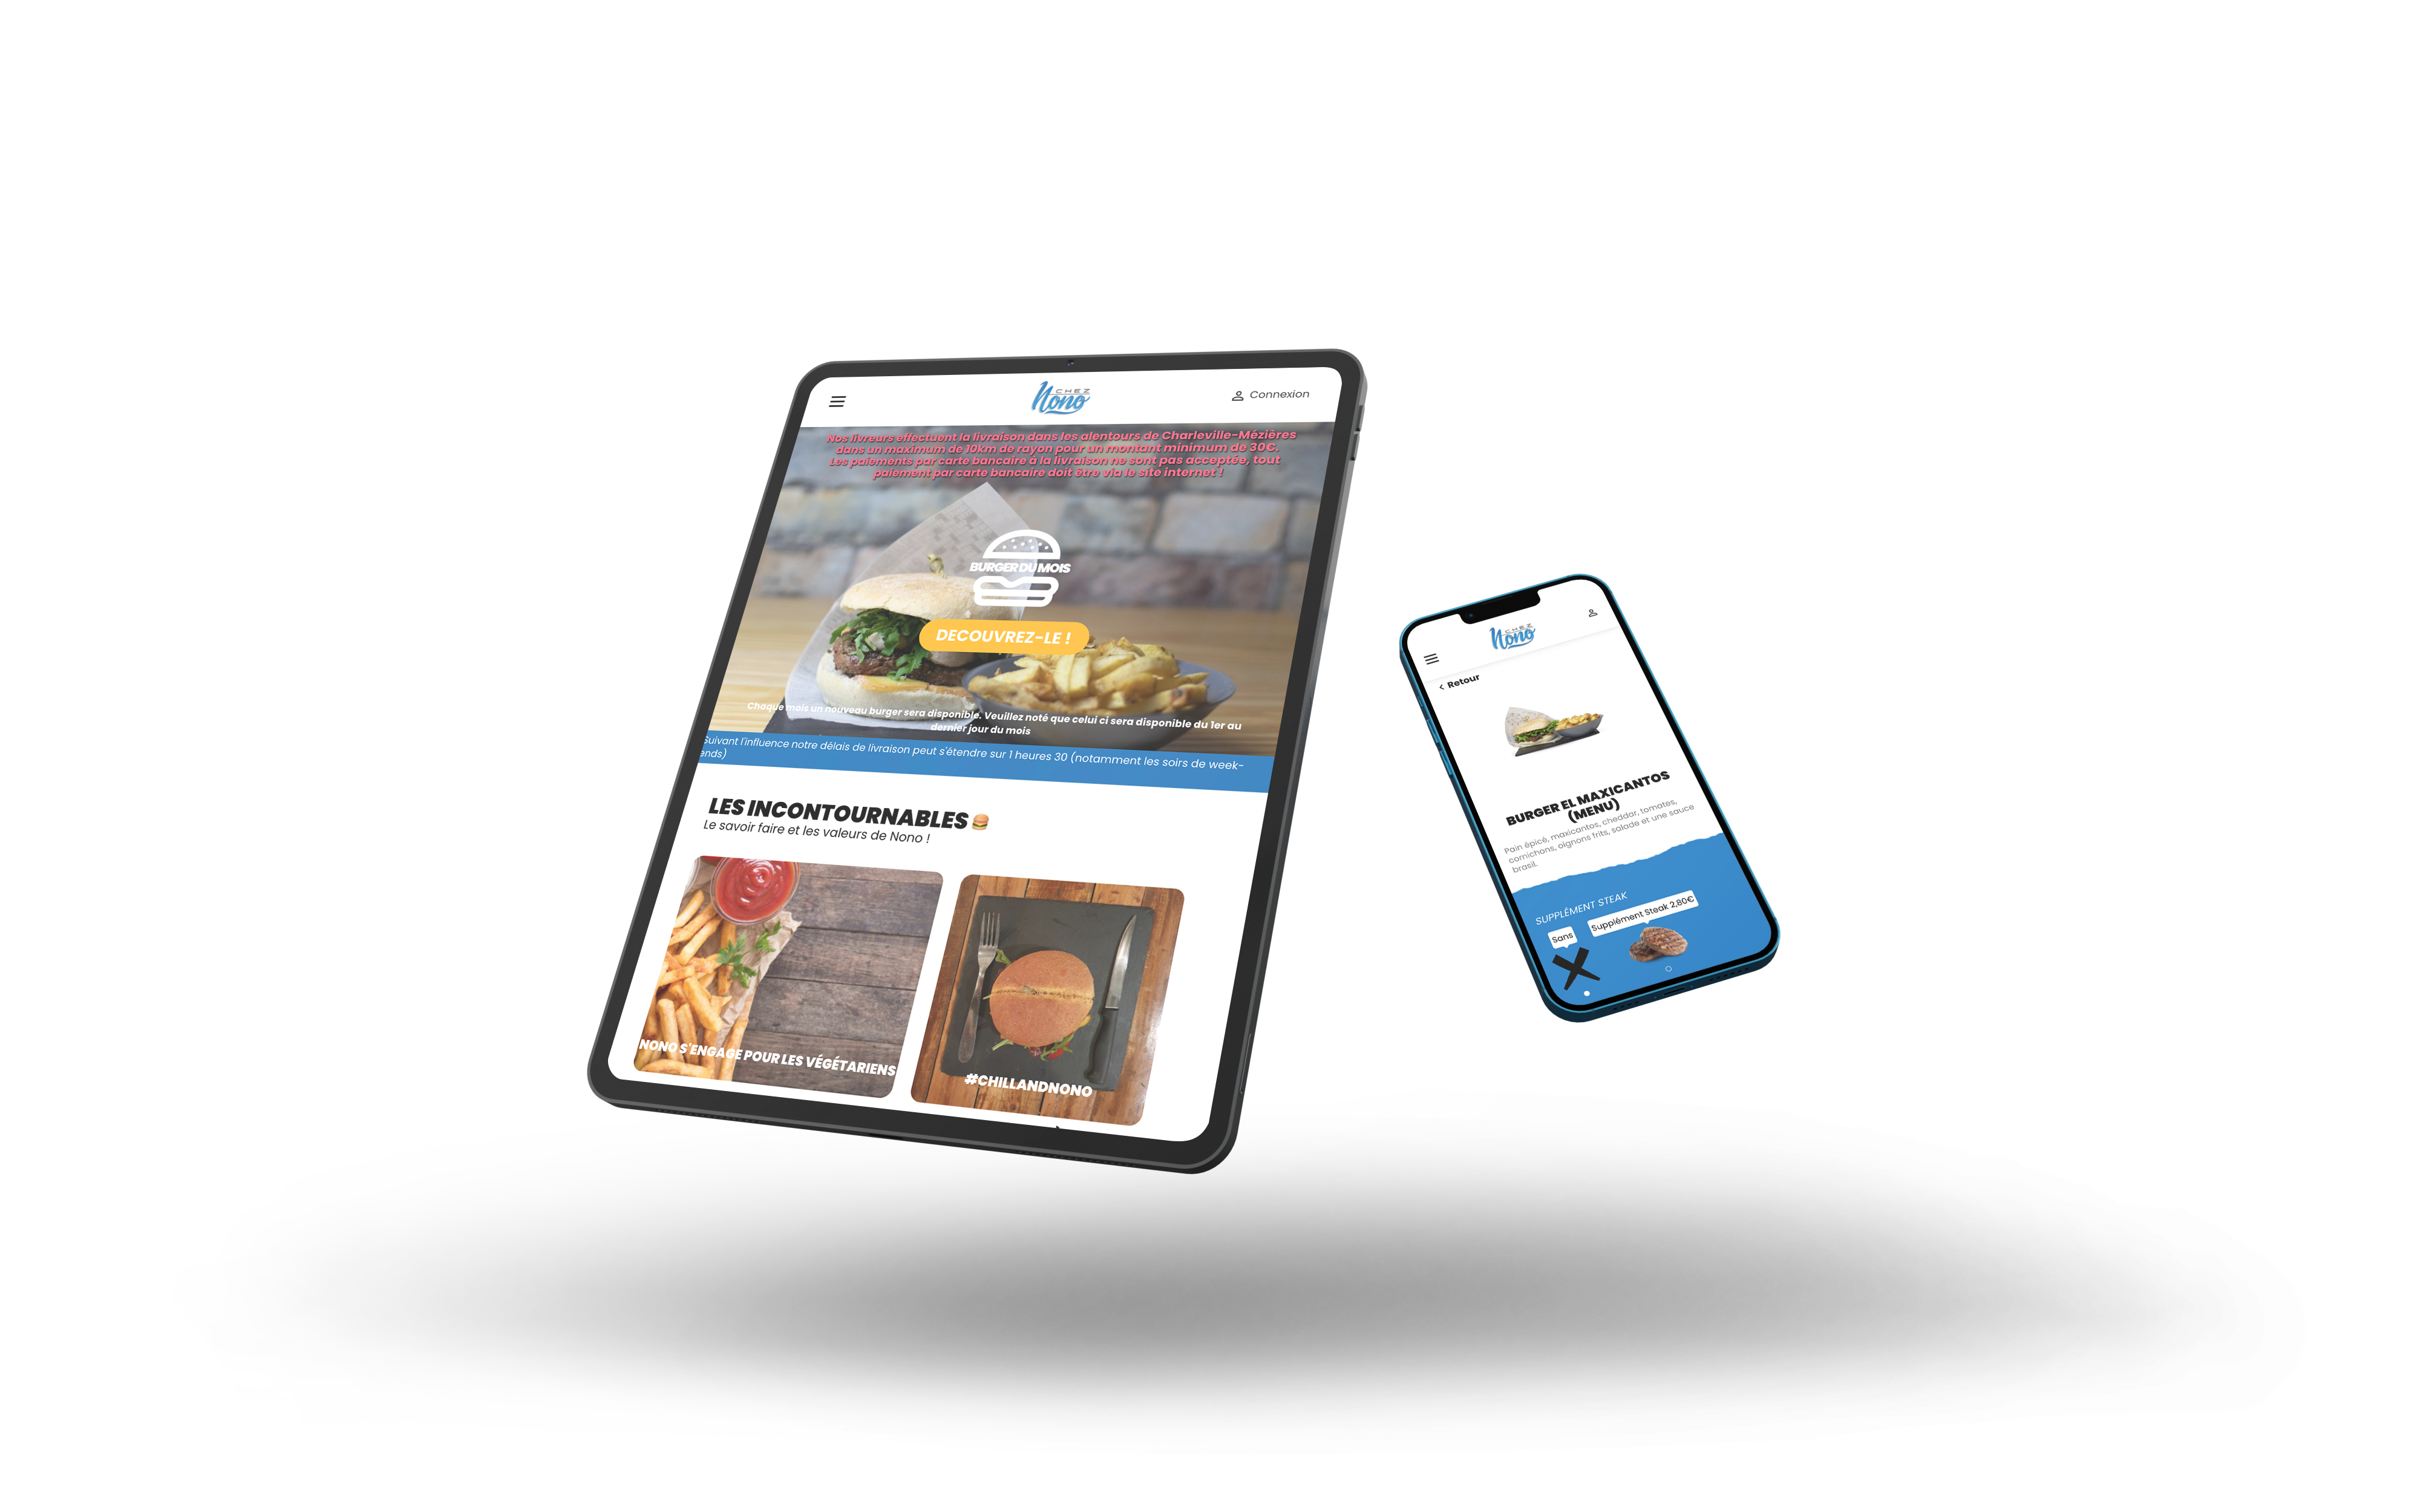 CHEZ
Nono
Connexion
Nos livreurs effectuent la livraison dans les alentours de Charleville-Mézières
dans un maximum de 10km de rayon pour un montant minimum de 30€.
Les paiements par carte bancaire à la livraison ne sont pas acceptée, tout
paiement par carte bancaire doit être via le site internet !
BURGER DU MOIS
DECOUVREZ-LE !
Chaque mois un nouveau burger sera disponible. Veuillez noté que celui ci sera disponible du 1er au
dernier jour du mois
Suivant l'influence notre délais de livraison peut s'étendre sur 1 heures 30 (notamment les soirs de week-
ends)
LES INCONTOURNABLES
Le savoir faire et les valeurs de Nono !
NONO S'ENGAGE POUR LES VÉGÉTARIENS
#CHILLANDNONO
CHEZ
Nono
< Retour
BURGER EL MAXICANTOS
(MENU)
Pain épicé, maxicantos, cheddar, tomates,
cornichons, oignons frits, salade et une sauce
brasil.
SUPPLÉMENT STEAK
Sans
Supplément Steak 2,80€